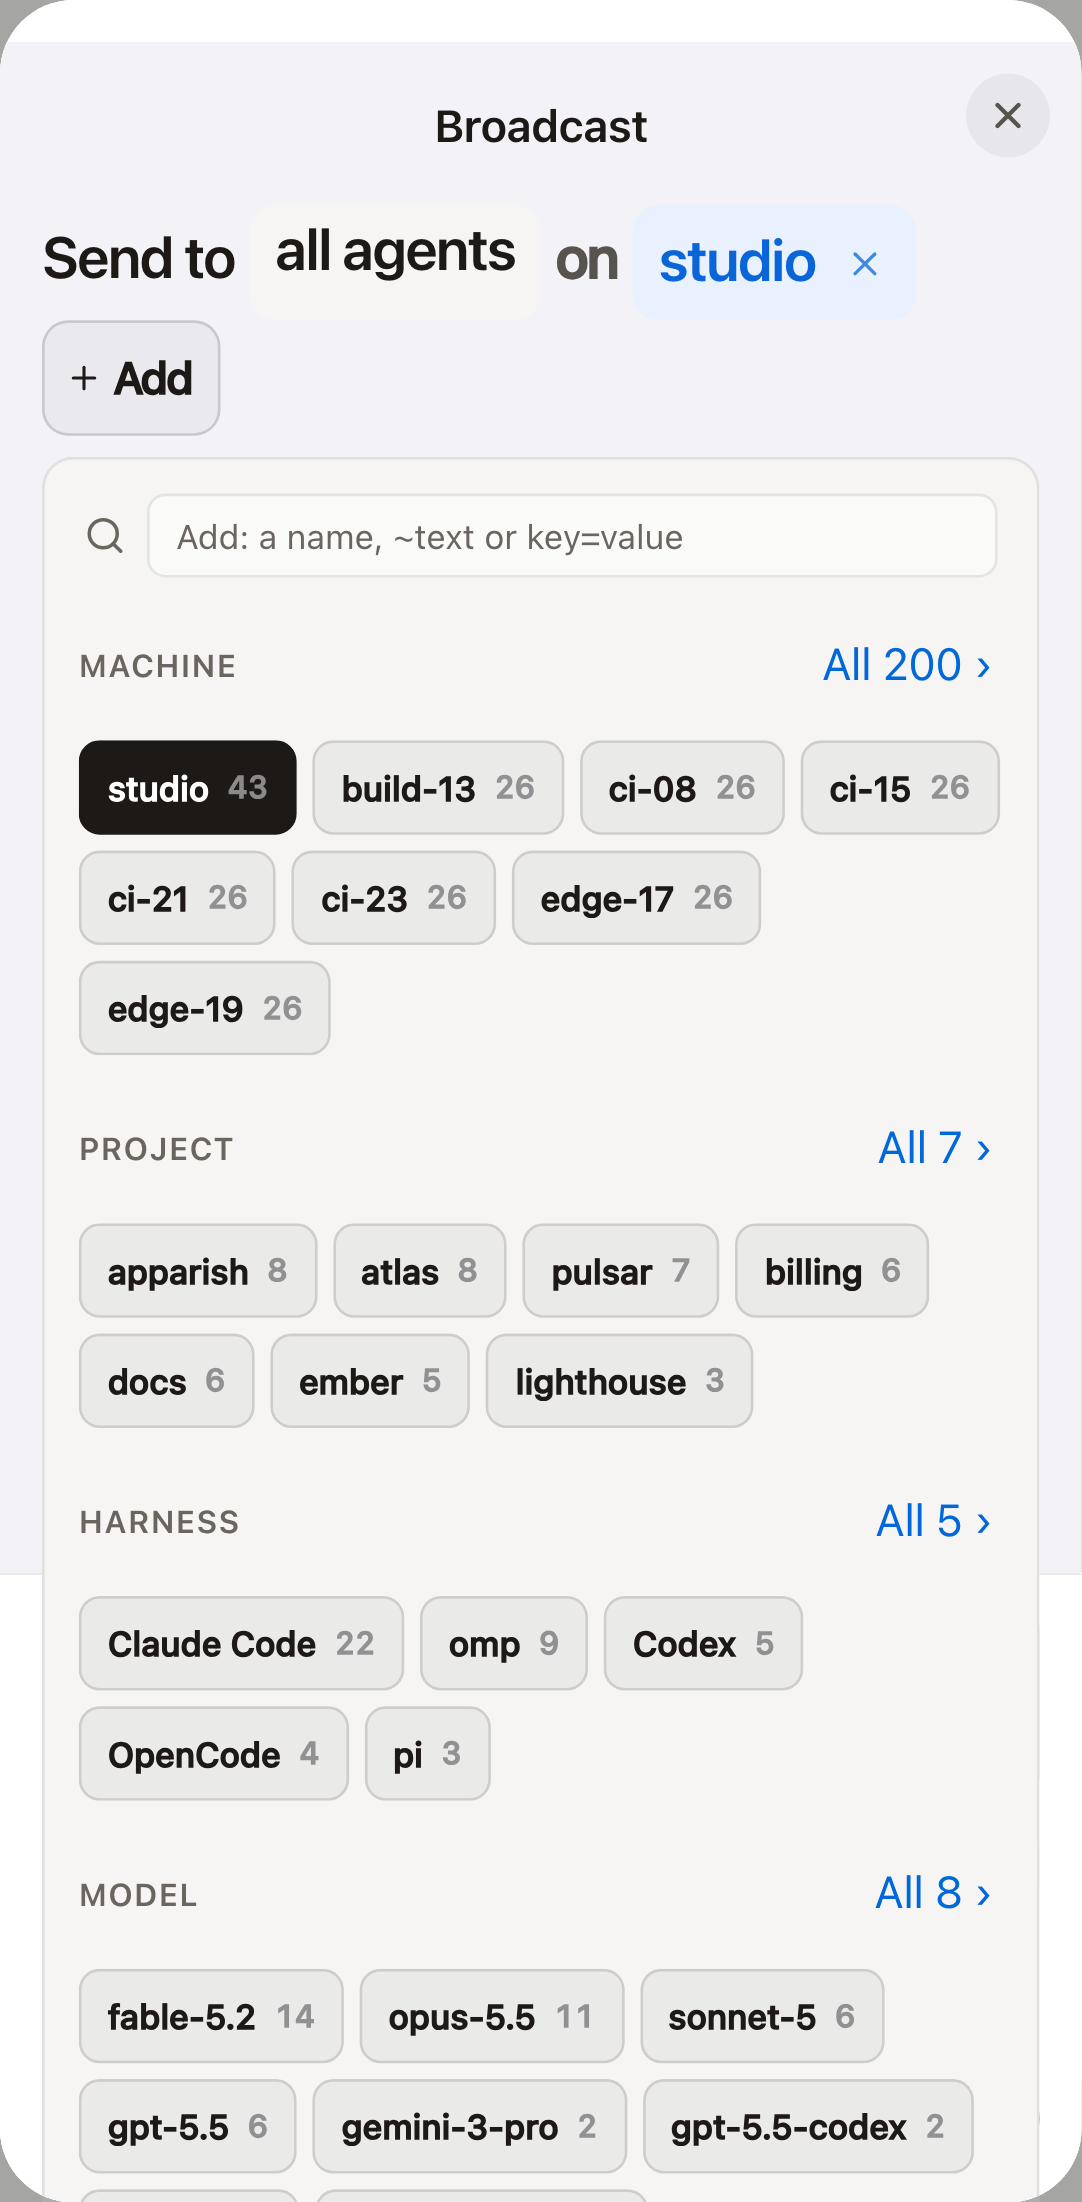 Broadcast
Send to all agents on studio ×
+ Add
Add: a name, ~text or key=value
MACHINE All 200 ›
studio 43 build-13 26 ci-08 26 ci-15 26
ci-21 26 ci-23 26 edge-17 26
edge-19 26
PROJECT All 7 ›
apparish 8 atlas 8 pulsar 7 billing 6
docs 6 ember 5 lighthouse 3
HARNESS All 5 ›
Claude Code 22 omp 9 Codex 5
OpenCode 4 pi 3
MODEL All 8 ›
fable-5.2 14 opus-5.5 11 sonnet-5 6
gpt-5.5 6 gemini-3-pro 2 gpt-5.5-codex 2